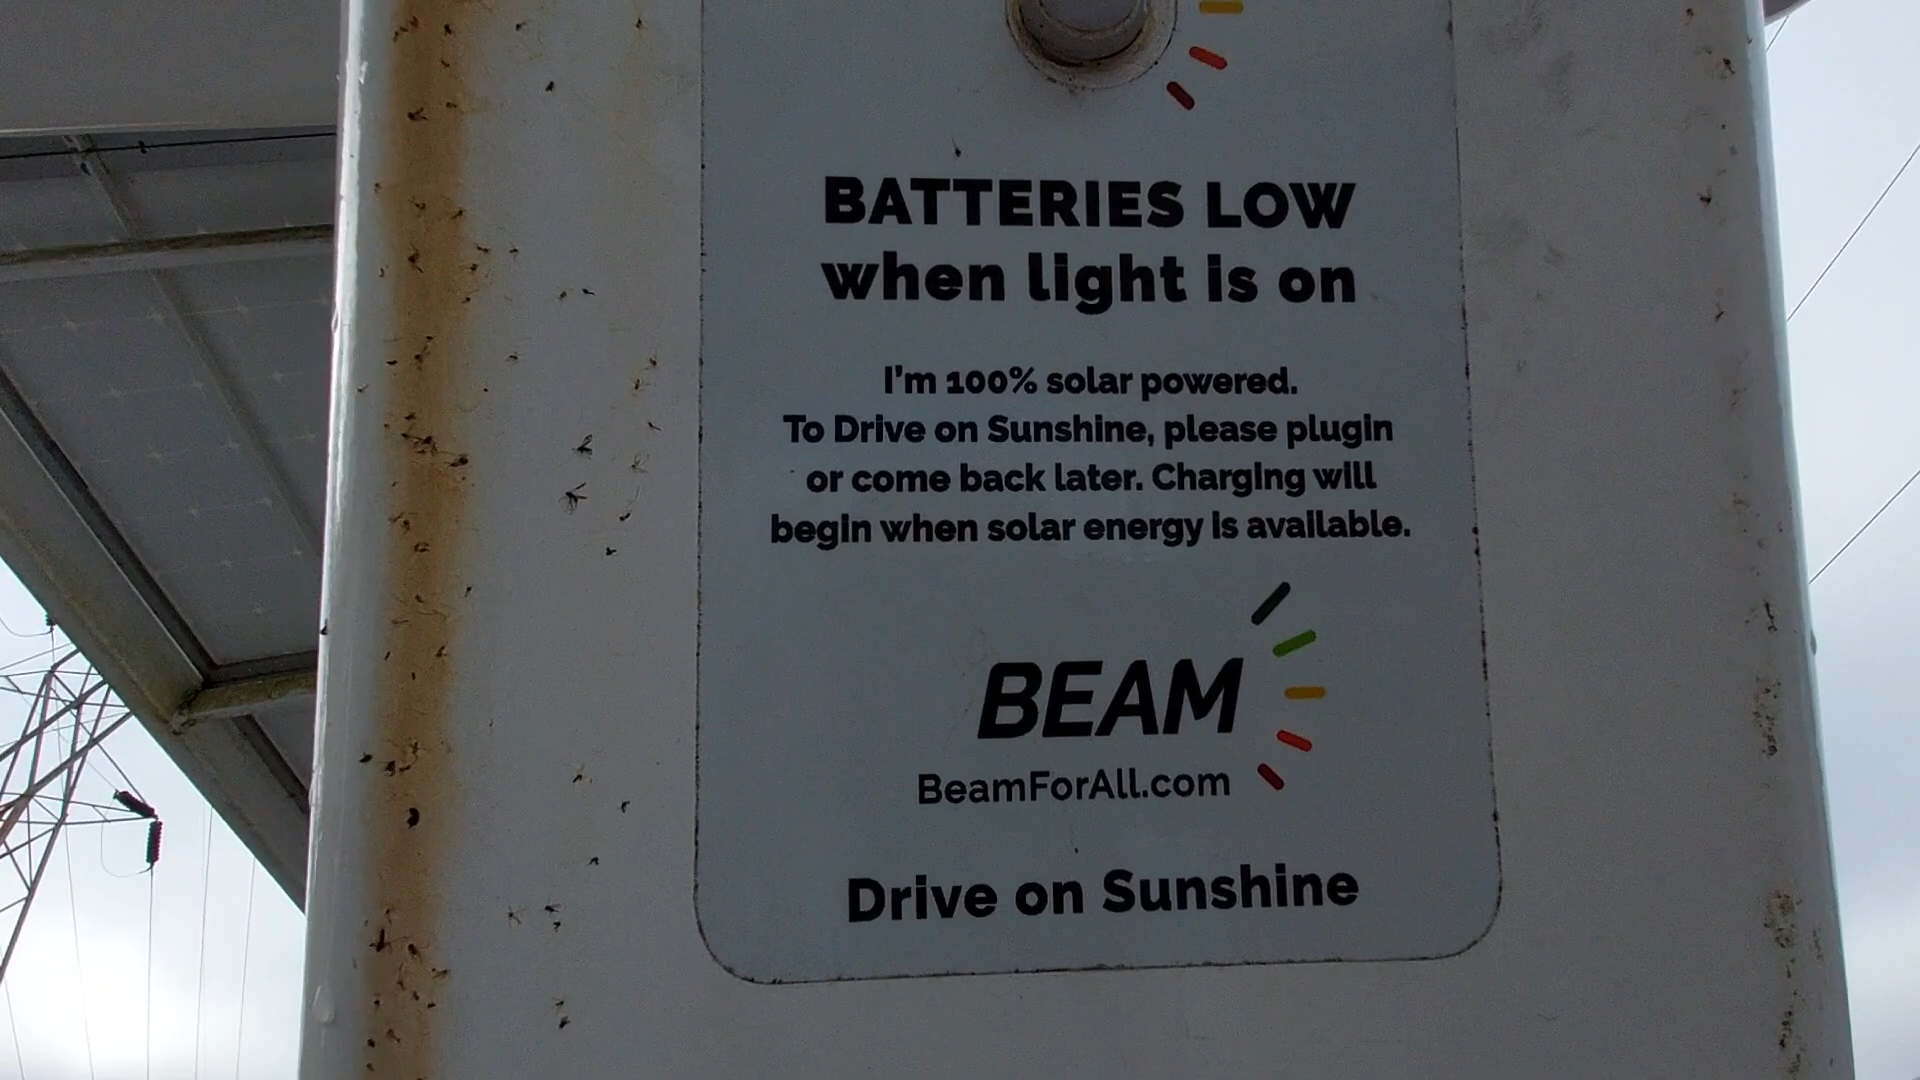 BATTERIES LOW
when light is on
I'm 100% solar powered.
To Drive on Sunshine, please plugin
or come back later. Charging will
begin when solar energy is available.
BEAM
BeamForAll.com
Drive on Sunshine